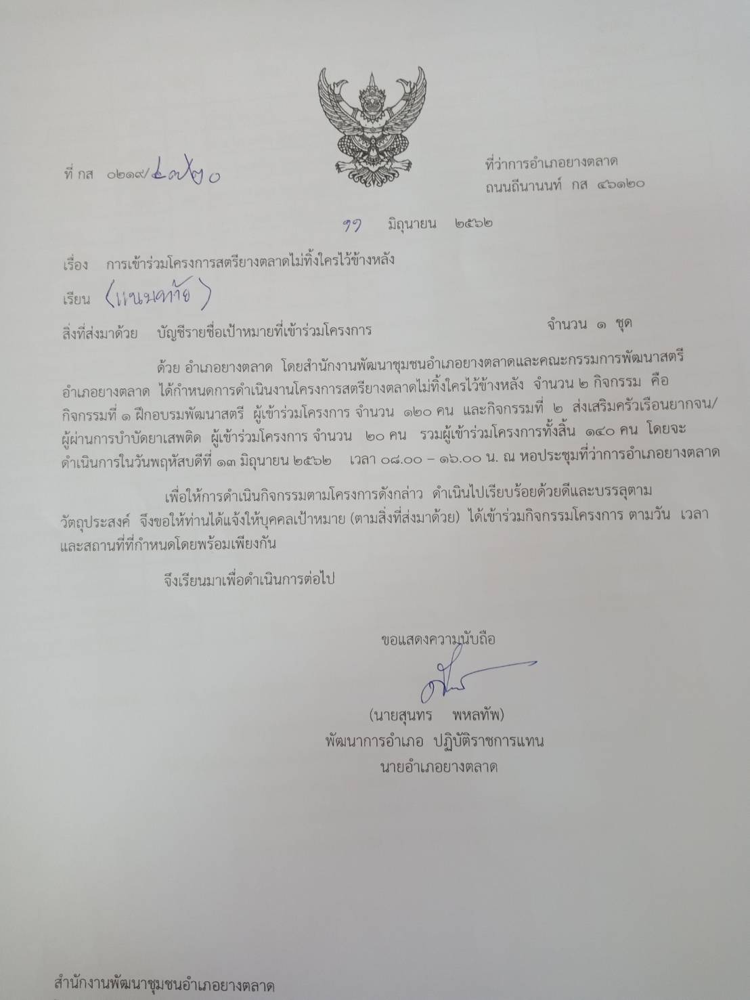 ที่ กส ๐๒๑๙/
ที่ว่าการอำเภอยางตลาด
ถนนถีนานนท์ กส ๔๖๑๒๐
๑๑ มิถุนายน ๒๕๖๒
เรื่อง การเข้าร่วมโครงการสตรียางตลาดไม่ทิ้งใครไว้ข้างหลัง
เรียน (แนบท้าย)
สิ่งที่ส่งมาด้วย บัญชีรายชื่อเป้าหมายที่เข้าร่วมโครงการ จำนวน ๑ ชุด
ด้วย อำเภอยางตลาด โดยสำนักงานพัฒนาชุมชนอำเภอยางตลาดและคณะกรรมการพัฒนาสตรี
อำเภอยางตลาด ได้กำหนดการดำเนินงานโครงการสตรียางตลาดไม่ทิ้งใครไว้ข้างหลัง จำนวน ๒ กิจกรรม คือ
กิจกรรมที่ ๑ ฝึกอบรมพัฒนาสตรี ผู้เข้าร่วมโครงการ จำนวน ๑๒๐ คน และกิจกรรมที่ ๒ ส่งเสริมครัวเรือนยากจน/
ผู้ผ่านการบำบัดยาเสพติด ผู้เข้าร่วมโครงการ จำนวน ๒๐ คน รวมผู้เข้าร่วมโครงการทั้งสิ้น ๑๔๐ คน โดยจะ
ดำเนินการในวันพฤหัสบดีที่ ๑๓ มิถุนายน ๒๕๖๒ เวลา ๐๘.๐๐ – ๑๖.๐๐ น. ณ หอประชุมที่ว่าการอำเภอยางตลาด
เพื่อให้การดำเนินกิจกรรมตามโครงการดังกล่าว ดำเนินไปเรียบร้อยด้วยดีและบรรลุตาม
วัตถุประสงค์ จึงขอให้ท่านได้แจ้งให้บุคคลเป้าหมาย (ตามสิ่งที่ส่งมาด้วย) ได้เข้าร่วมกิจกรรมโครงการ ตามวัน เวลา
และสถานที่ที่กำหนดโดยพร้อมเพียงกัน
จึงเรียนมาเพื่อดำเนินการต่อไป
ขอแสดงความนับถือ
(นายสุนทร พหลทัพ)
พัฒนาการอำเภอ ปฏิบัติราชการแทน
นายอำเภอยางตลาด
สำนักงานพัฒนาชุมชนอำเภอยางตลาด